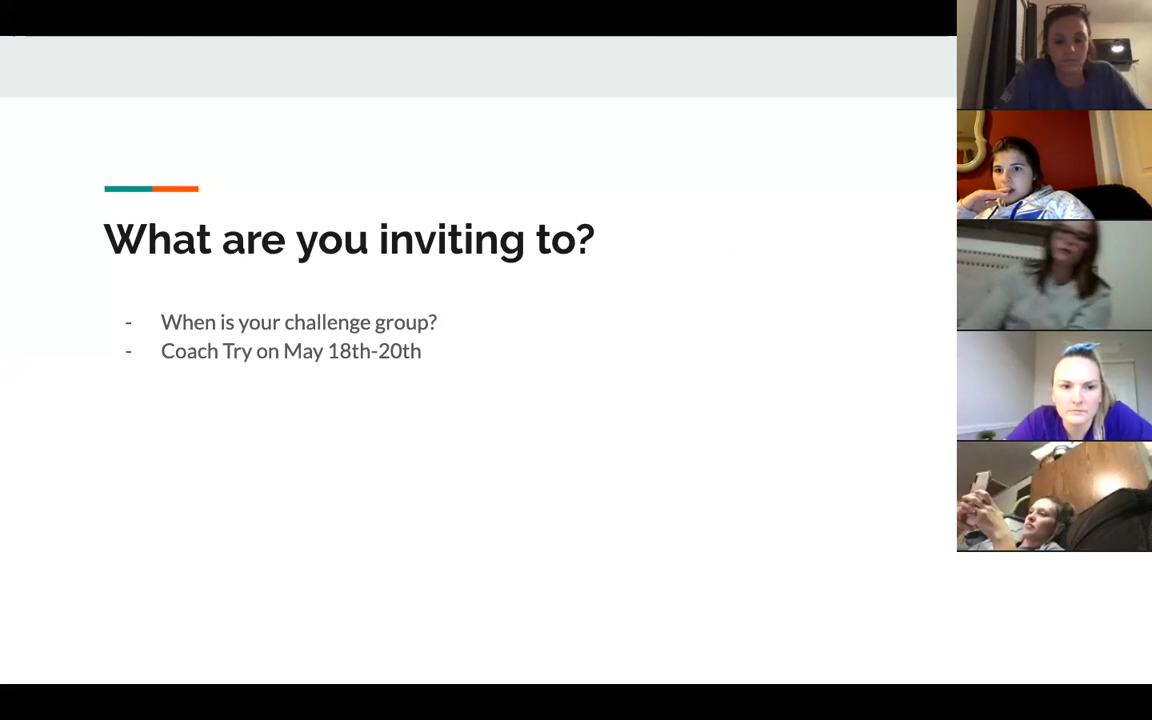 What are you inviting to?
- When is your challenge group?
- Coach Try on May 18th-20th